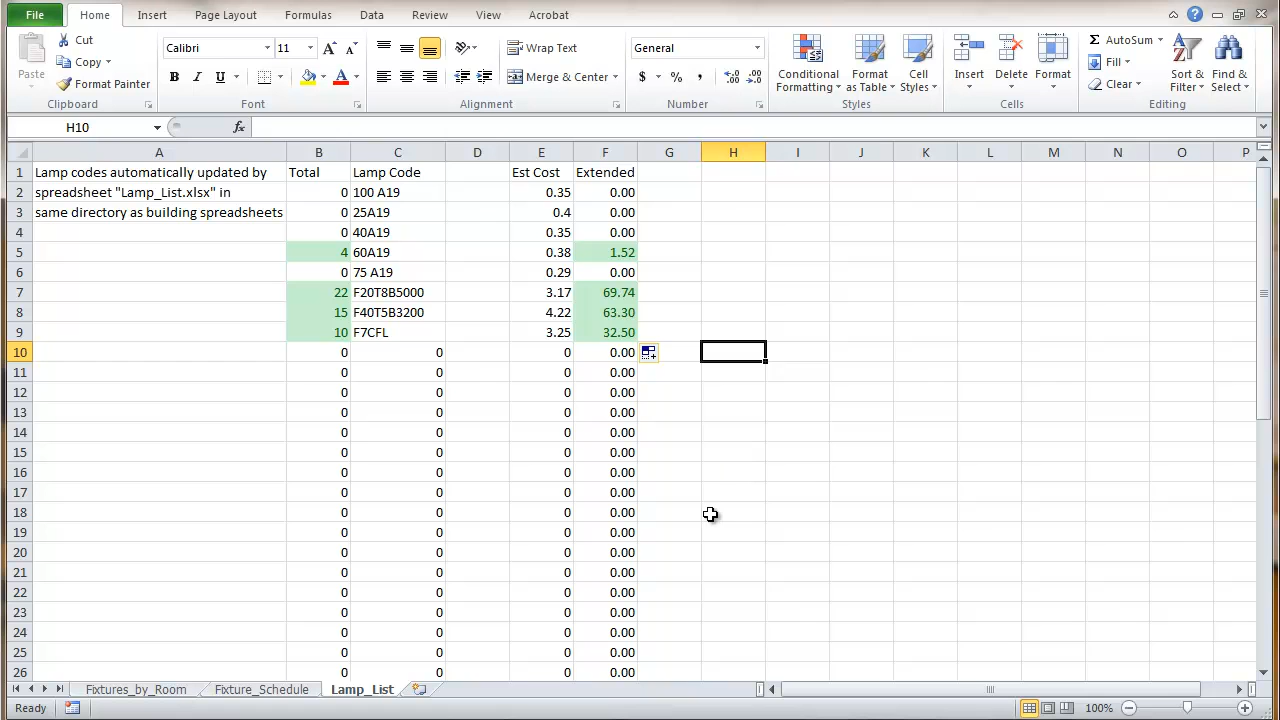 File Home Insert Page Layout Formulas Data Review View Acrobat
Cut Calibri 11 Wrap Text General AutoSum
Copy Fill
Paste Format Painter B I U Merge & Center $ % , Conditional Formatting Format as Table Cell Styles Insert Delete Format Clear Sort & Filter Find & Select
Clipboard Font Alignment Number Styles Cells Editing
H10 fx
A B C D E F G H I J K L M N O P
1 Lamp codes automatically updated by Total Lamp Code Est Cost Extended
2 spreadsheet "Lamp_List.xlsx" in 0 100 A19 0.35 0.00
3 same directory as building spreadsheets 0 25A19 0.4 0.00
4 0 40A19 0.35 0.00
5 4 60A19 0.38 1.52
6 0 75 A19 0.29 0.00
7 22 F20T8B5000 3.17 69.74
8 15 F40T5B3200 4.22 63.30
9 10 F7CFL 3.25 32.50
10 0 0 0 0.00
11 0 0 0 0.00
12 0 0 0 0.00
13 0 0 0 0.00
14 0 0 0 0.00
15 0 0 0 0.00
16 0 0 0 0.00
17 0 0 0 0.00
18 0 0 0 0.00
19 0 0 0 0.00
20 0 0 0 0.00
21 0 0 0 0.00
22 0 0 0 0.00
23 0 0 0 0.00
24 0 0 0 0.00
25 0 0 0 0.00
26 0 0 0 0.00
Fixtures_by_Room Fixture_Schedule Lamp_List
Ready 100%